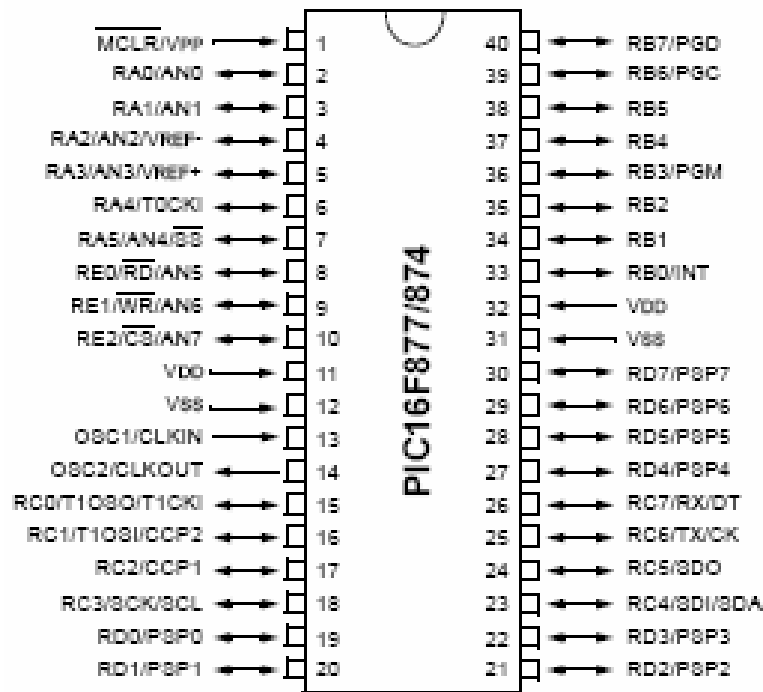 MCLR/VPP 1 40 RB7/PGD
RA0/AN0 2 39 RB6/PGC
RA1/AN1 3 38 RB5
RA2/AN2/VREF- 4 37 RB4
RA3/AN3/VREF+ 5 36 RB3/PGM
RA4/T0CKI 6 35 RB2
RA5/AN4/SS 7 34 RB1
RE0/RD/AN5 8 33 RB0/INT
RE1/WR/AN6 9 32 VDD
RE2/CS/AN7 10 31 VSS
VDD 11 30 RD7/PSP7
VSS 12 29 RD6/PSP6
OSC1/CLKIN 13 28 RD5/PSP5
OSC2/CLKOUT 14 27 RD4/PSP4
RC0/T1OSO/T1CKI 15 26 RC7/RX/DT
RC1/T1OSI/CCP2 16 25 RC6/TX/CK
RC2/CCP1 17 24 RC5/SDO
RC3/SCK/SCL 18 23 RC4/SDI/SDA
RD0/PSP0 19 22 RD3/PSP3
RD1/PSP1 20 21 RD2/PSP2
PIC16F877/874